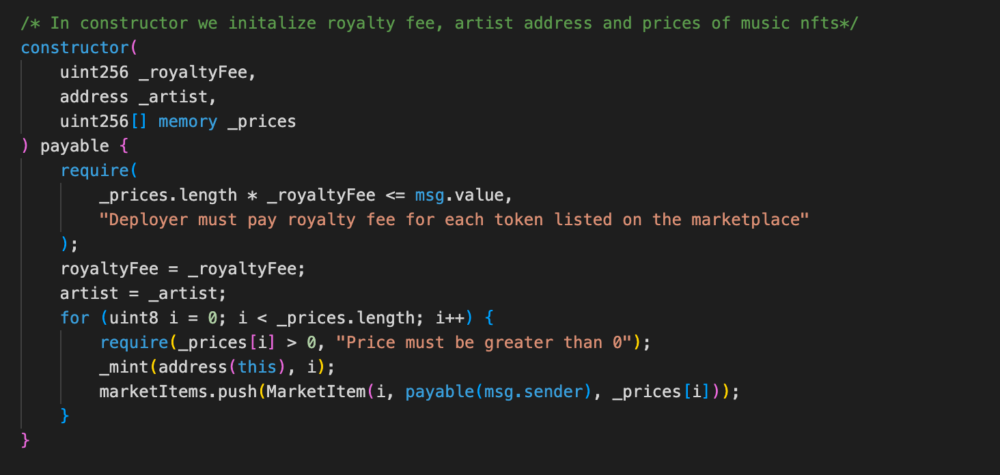 /* In constructor we initalize royalty fee, artist address and prices of music nfts*/
constructor(
    uint256 _royaltyFee,
    address _artist,
    uint256[] memory _prices
) payable {
    require(
        _prices.length * _royaltyFee <= msg.value,
        "Deployer must pay royalty fee for each token listed on the marketplace"
    );
    royaltyFee = _royaltyFee;
    artist = _artist;
    for (uint8 i = 0; i < _prices.length; i++) {
        require(_prices[i] > 0, "Price must be greater than 0");
        _mint(address(this), i);
        marketItems.push(MarketItem(i, payable(msg.sender), _prices[i]));
    }
}